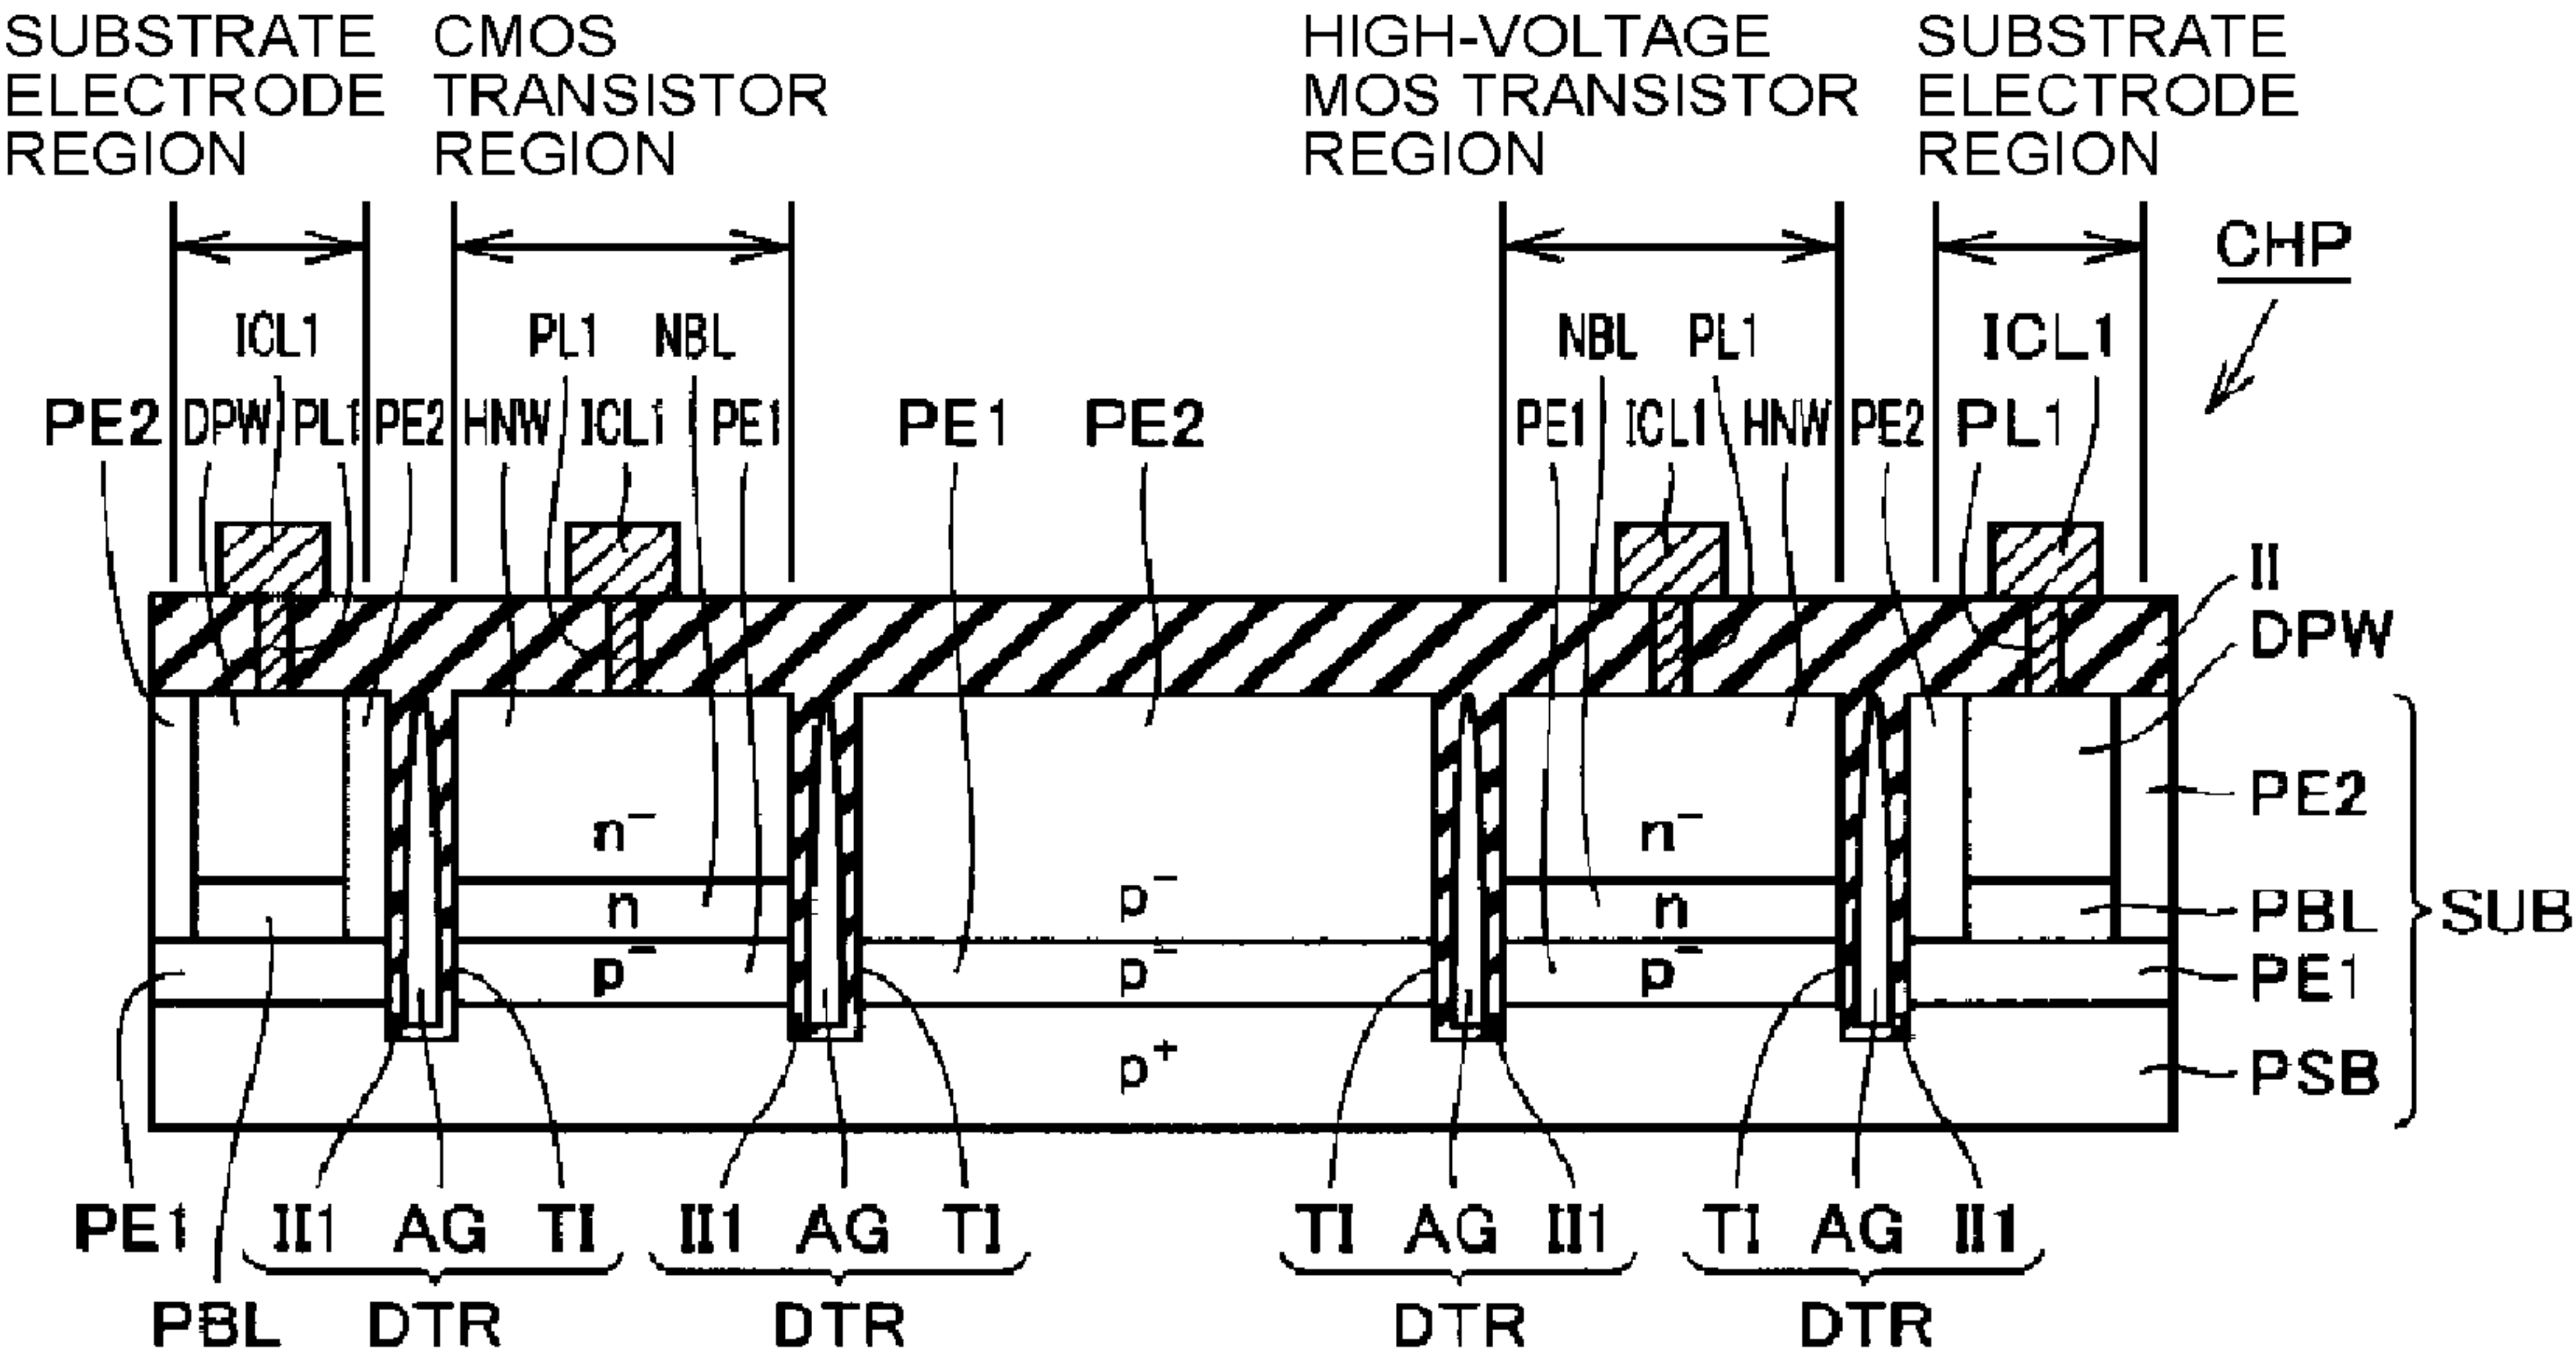 SUBSTRATE CMOS HIGH-VOLTAGE SUBSTRATE
ELECTRODE TRANSISTOR MOS TRANSISTOR ELECTRODE
REGION REGION REGION REGION
CHP
ICL1 PL1 NBL NBL PL1 ICL1
PE2 DPW PL1 PE2 HNW ICL1 PE1 PE1 PE2 PE1 ICL1 HNW PE2 PL1
II
DPW
PE2
n⁻ n⁻
p⁻
n n PBL SUB
p⁻ p⁻ p⁻ PE1
p⁺ PSB
PE1 II1 AG TI II1 AG TI TI AG II1 TI AG II1
PBL DTR DTR DTR DTR